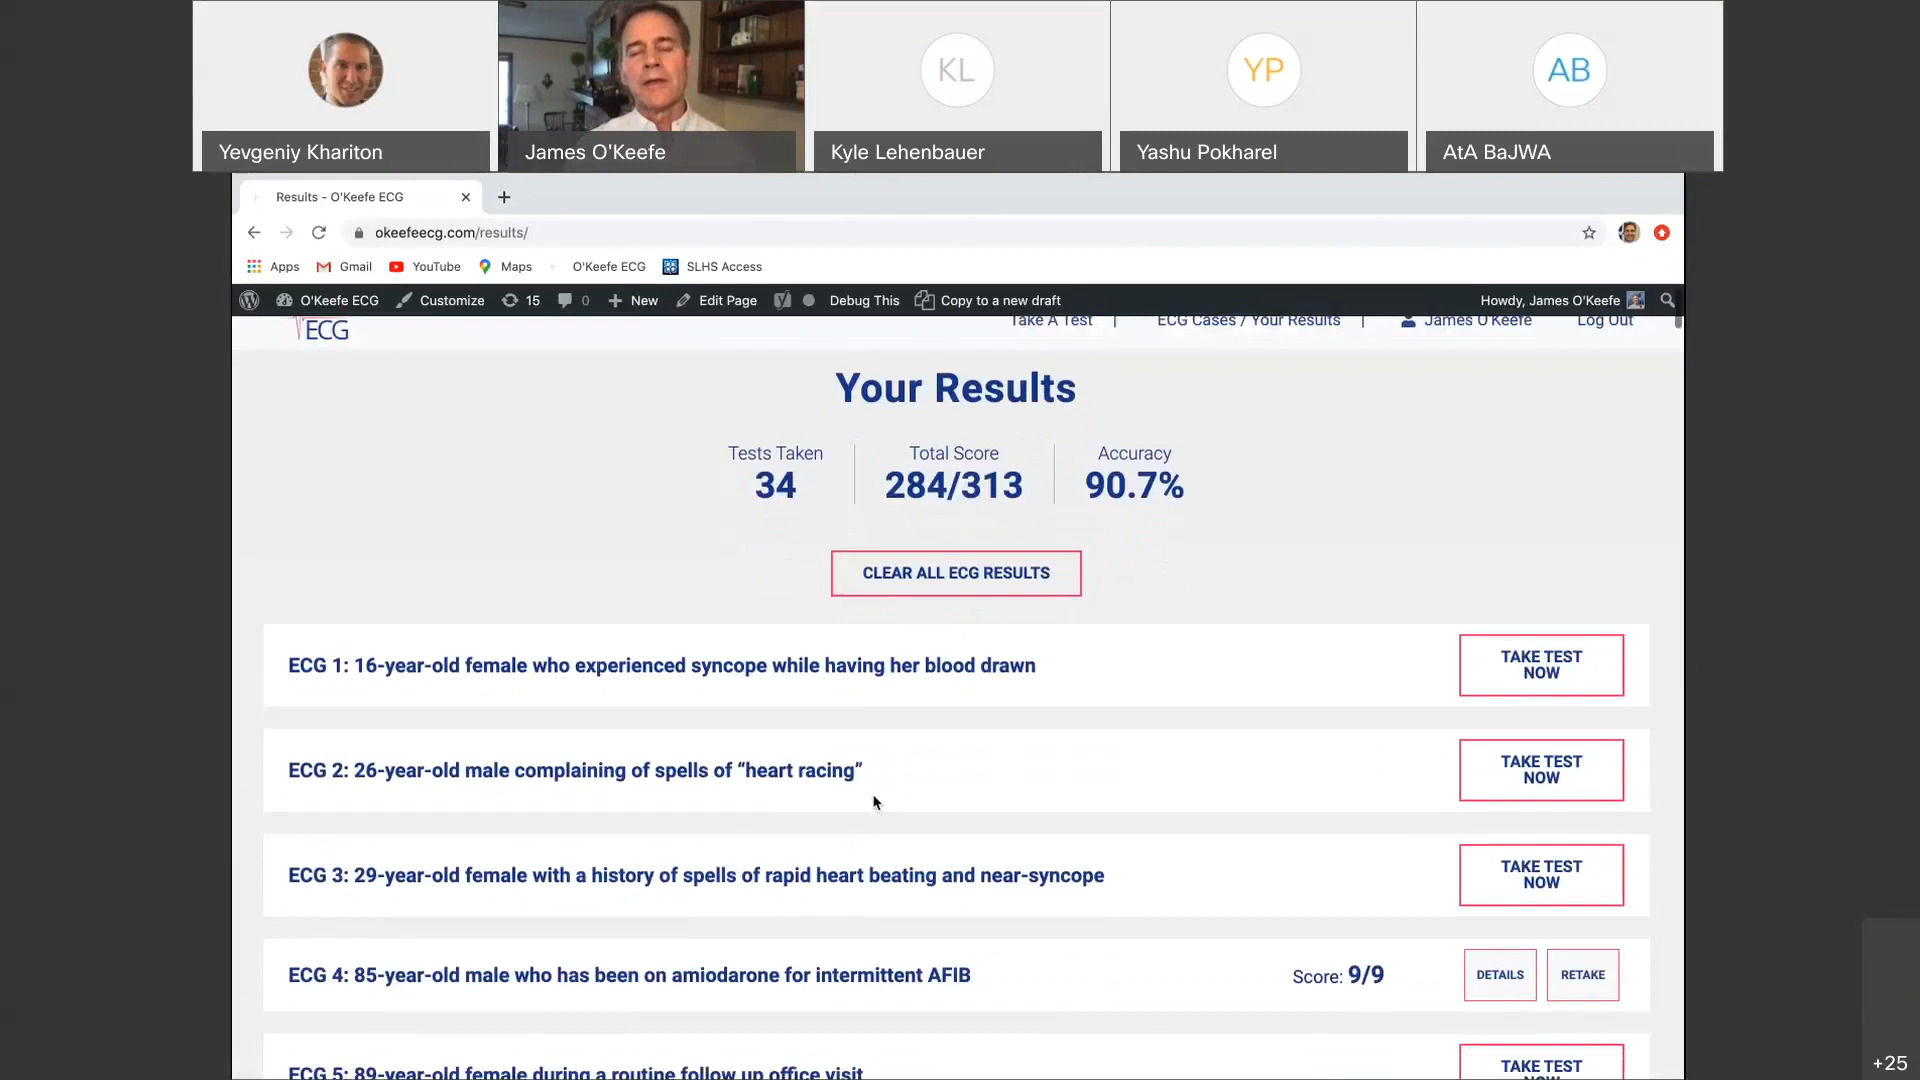 KL
YP
AB
Yevgeniy Khariton
James O'Keefe
Kyle Lehenbauer
Yashu Pokharel
AtA BaJWA
Results - O'Keefe ECG
okeefeecg.com/results/
Apps
Gmail
YouTube
Maps
O'Keefe ECG
SLHS Access
O'Keefe ECG
Customize
15
0
New
Edit Page
Debug This
Copy to a new draft
Howdy, James O'Keefe
ECG
Take A Test |
ECG Cases / Your Results |
James O'Keefe
Log Out
Your Results
Tests Taken
34
Total Score
284/313
Accuracy
90.7%
CLEAR ALL ECG RESULTS
ECG 1: 16-year-old female who experienced syncope while having her blood drawn
TAKE TEST
NOW
ECG 2: 26-year-old male complaining of spells of “heart racing”
TAKE TEST
NOW
ECG 3: 29-year-old female with a history of spells of rapid heart beating and near-syncope
TAKE TEST
NOW
ECG 4: 85-year-old male who has been on amiodarone for intermittent AFIB
Score: 9/9
DETAILS
RETAKE
ECG 5: 89-year-old female during a routine follow up office visit
TAKE TEST
NOW
+25